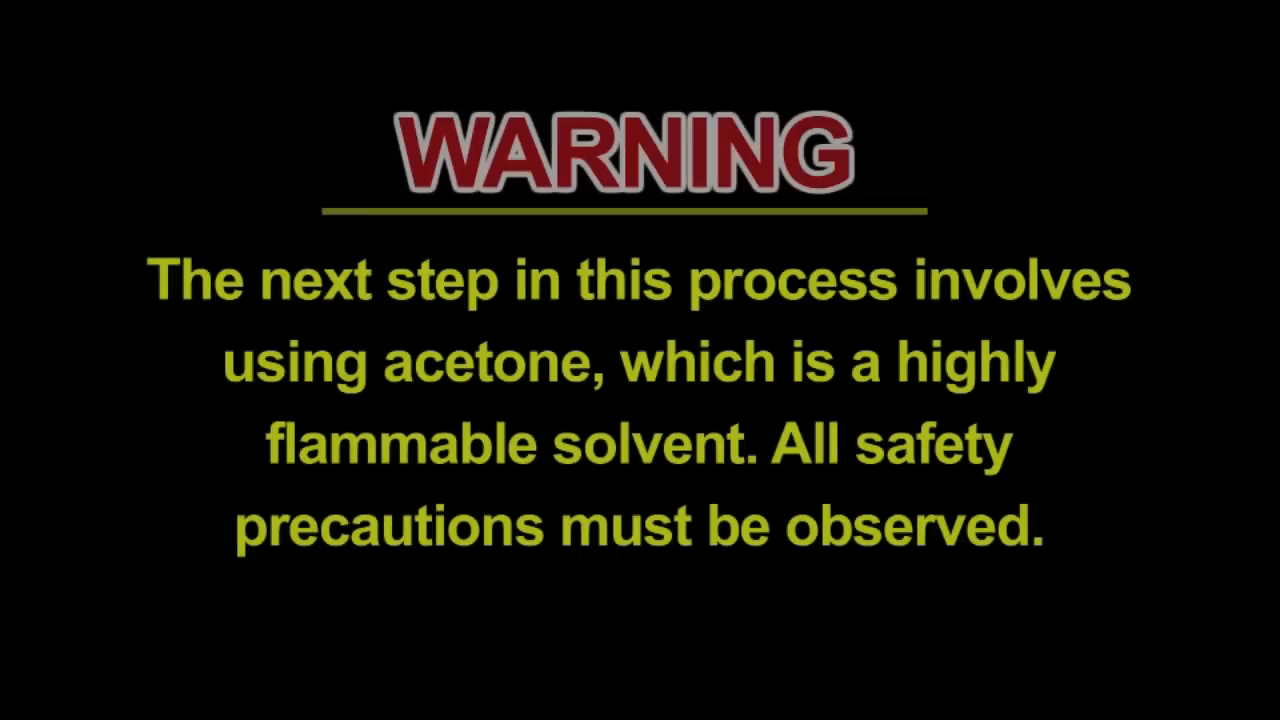 WARNING
The next step in this process involves
using acetone, which is a highly
flammable solvent. All safety
precautions must be observed.